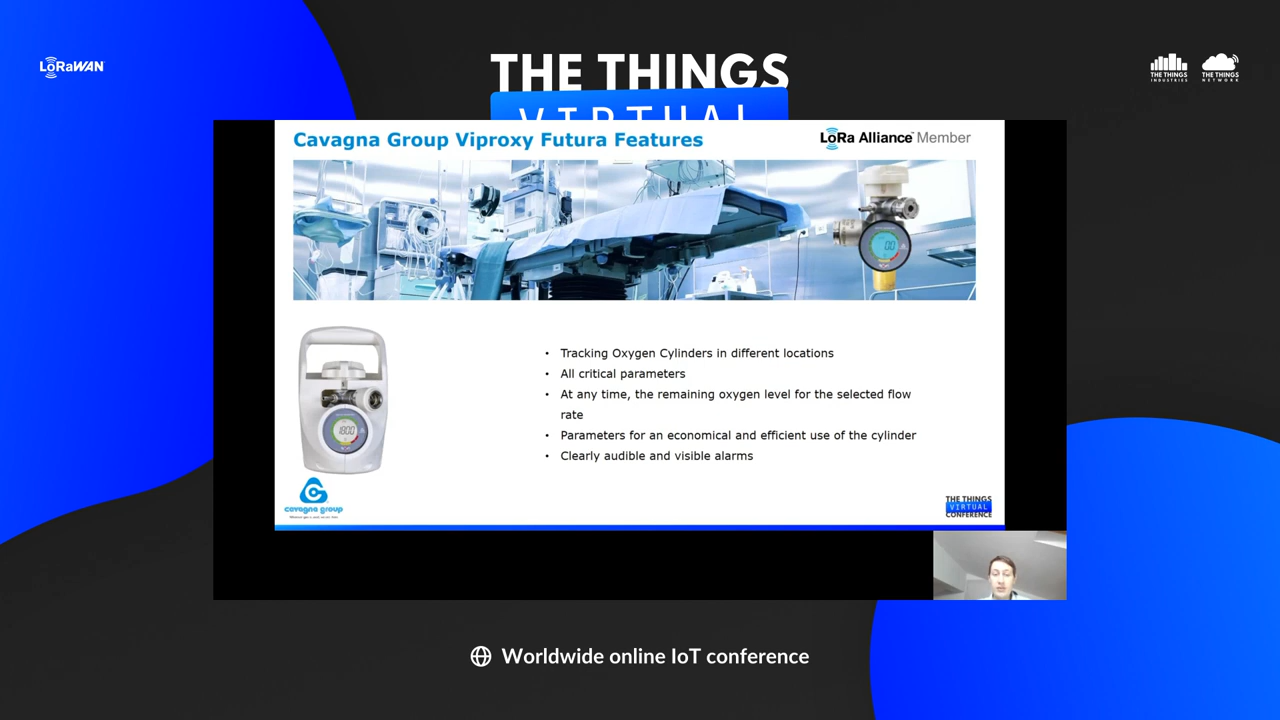 LoRaWAN
THE THINGS
VIRTUAL
THE THINGS
INDUSTRIES
THE THINGS
NETWORK
Cavagna Group Viproxy Futura Features
LoRa Alliance Member
• Tracking Oxygen Cylinders in different locations
• All critical parameters
• At any time, the remaining oxygen level for the selected flow
rate
• Parameters for an economical and efficient use of the cylinder
• Clearly audible and visible alarms
1800
cavagna group
THE THINGS
VIRTUAL
CONFERENCE
Worldwide online IoT conference